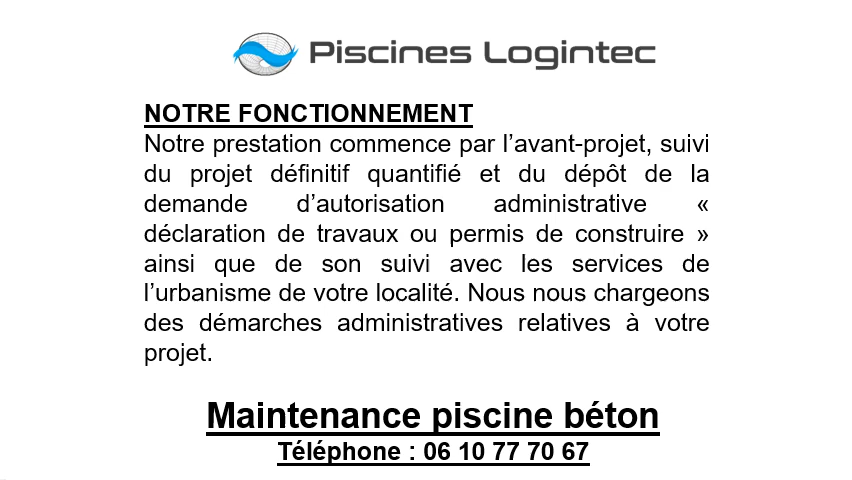 Piscines Logintec
NOTRE FONCTIONNEMENT
Notre prestation commence par l’avant-projet, suivi
du projet définitif quantifié et du dépôt de la
demande d’autorisation administrative «
déclaration de travaux ou permis de construire »
ainsi que de son suivi avec les services de
l’urbanisme de votre localité. Nous nous chargeons
des démarches administratives relatives à votre
projet.
Maintenance piscine béton
Téléphone : 06 10 77 70 67